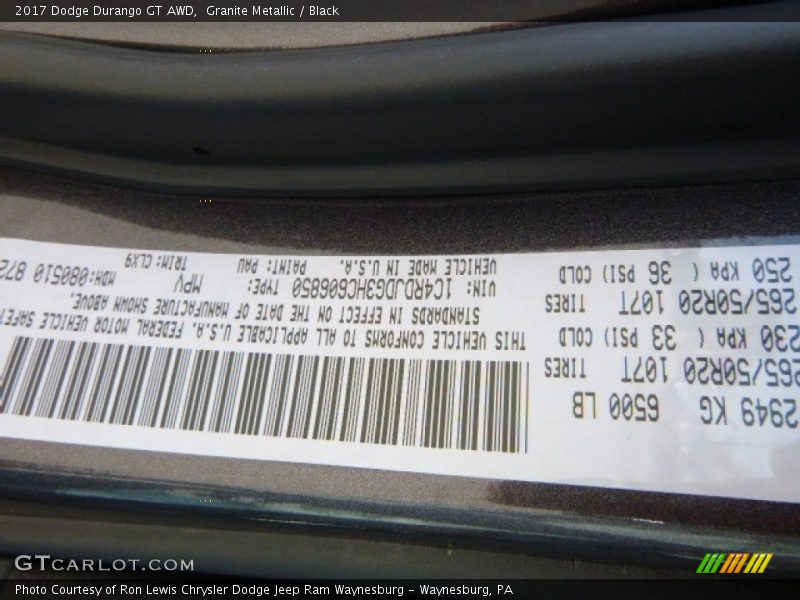 2017 Dodge Durango GT AWD, Granite Metallic / Black
2949 KG 6500 LB
265/50R20 107T TIRES
230 KPA ( 33 PSI) COLD
265/50R20 107T TIRES
250 KPA ( 36 PSI) COLD
THIS VEHICLE CONFORMS TO ALL APPLICABLE U.S.A. FEDERAL MOTOR VEHICLE SAFETY
STANDARDS IN EFFECT ON THE DATE OF MANUFACTURE SHOWN ABOVE.
VIN: 1C4RDJDG3HC606850 TYPE: MPV MDH:080510 872
VEHICLE MADE IN U.S.A. PAINT: PAU TRIM: CLX9
GTCARLOT.COM
Photo Courtesy of Ron Lewis Chrysler Dodge Jeep Ram Waynesburg - Waynesburg, PA